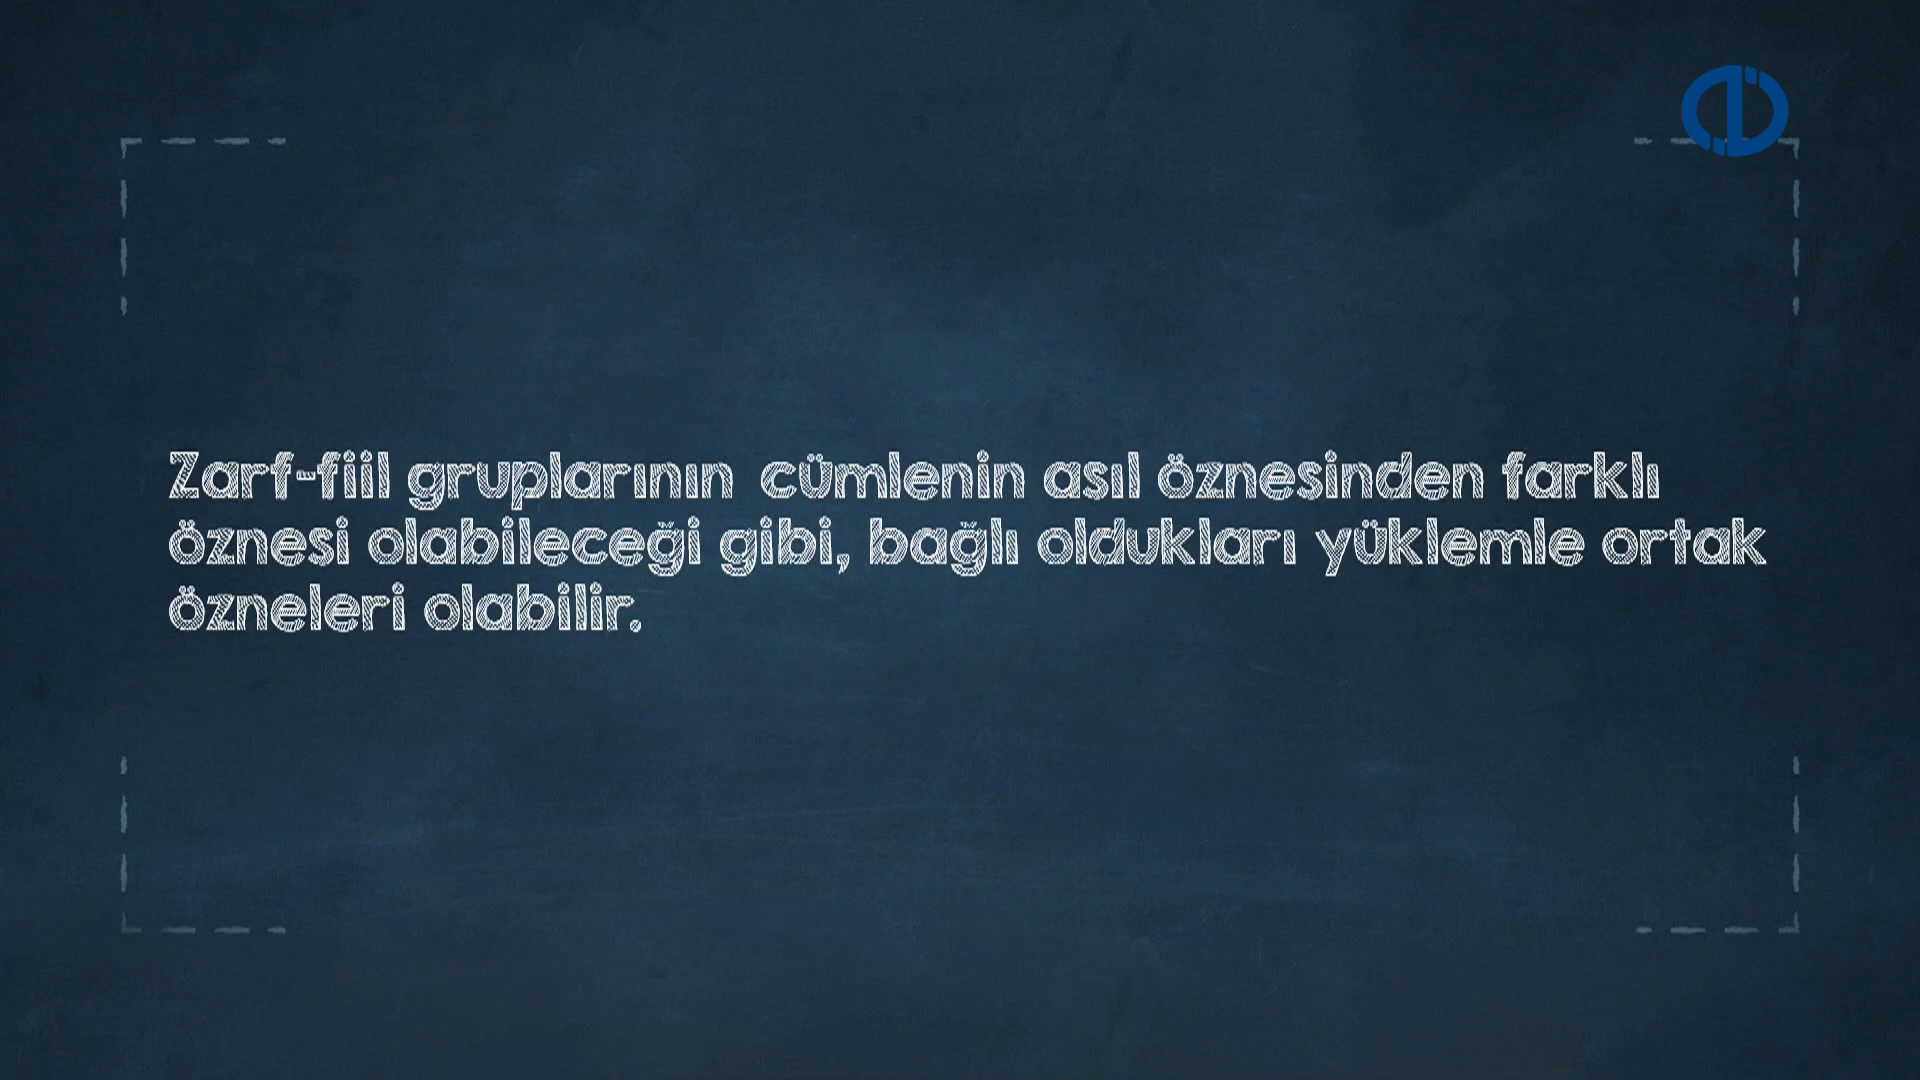 Zarf-fiil gruplarının cümlenin asıl öznesinden farklı
öznesi olabileceği gibi, bağlı oldukları yüklemle ortak
özneleri olabilir.